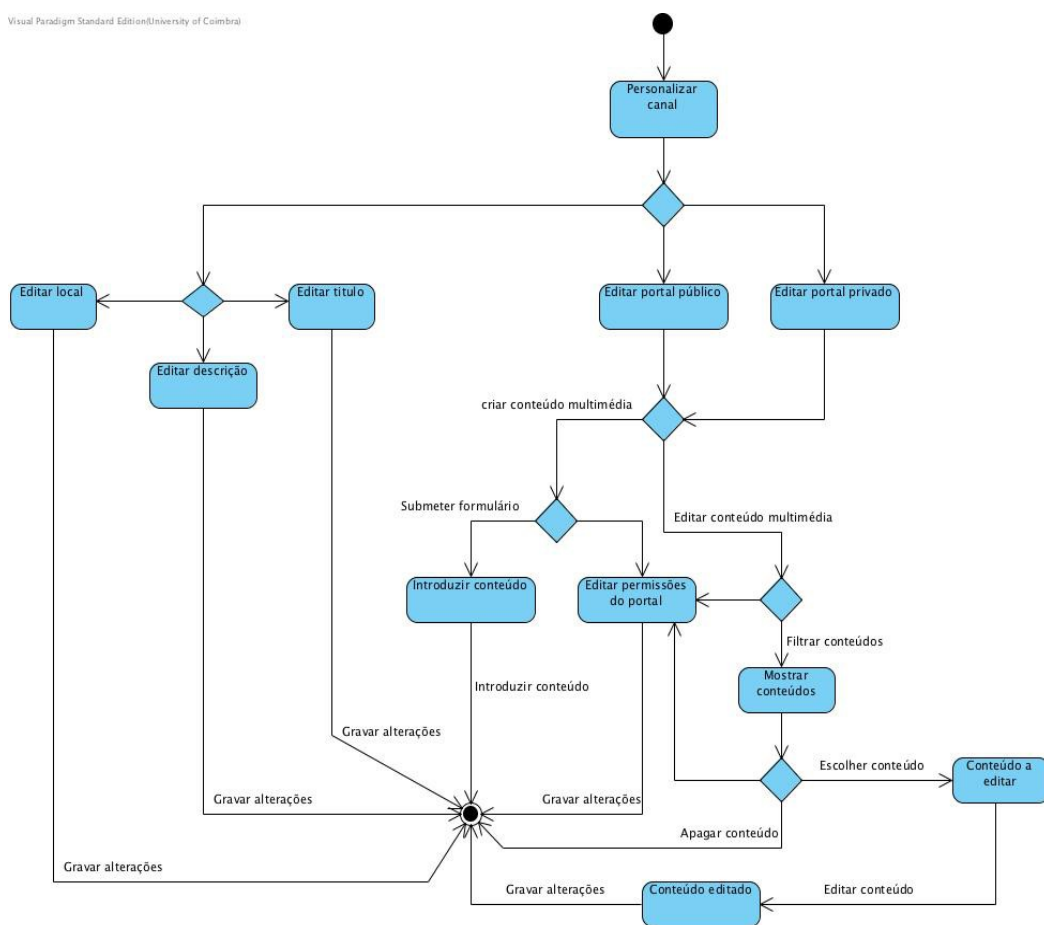 Visual Paradigm Standard Edition(University of Coimbra)
Personalizar
canal
Editar local
Editar titulo
Editar portal público
Editar portal privado
Editar descrição
criar conteúdo multimédia
Submeter formulário
Editar conteúdo multimédia
Introduzir conteúdo
Editar permissões
do portal
Filtrar conteúdos
Introduzir conteúdo
Mostrar
conteúdos
Gravar alterações
Escolher conteúdo
Conteúdo a
editar
Gravar alterações
Gravar alterações
Apagar conteúdo
Gravar alterações
Gravar alterações
Conteúdo editado
Editar conteúdo